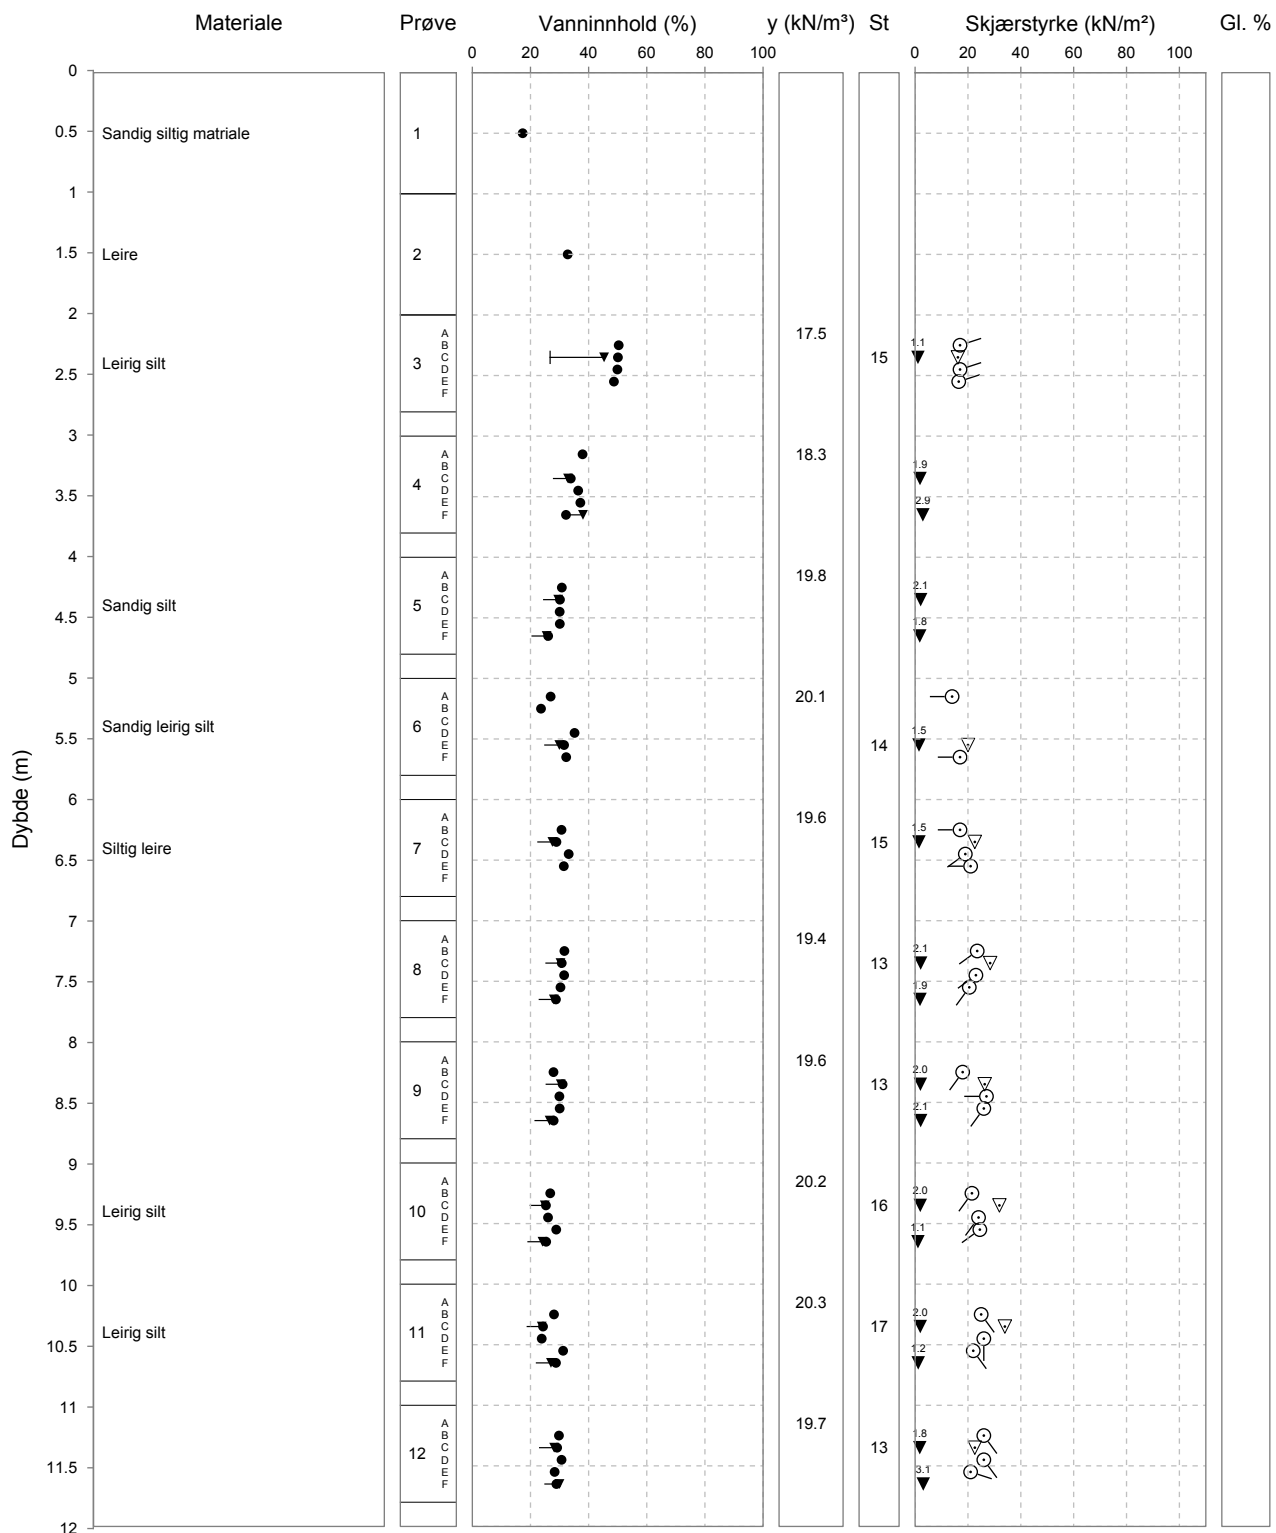 Materiale Prøve Vanninnhold (%) y (kN/m³) St Skjærstyrke (kN/m²) Gl. %
0 20 40 60 80 100 0 20 40 60 80 100
Dybde (m)
0
0.5 Sandig siltig matriale 1
1
1.5 Leire 2
2
A 17.5
B 1.1
2.5 Leirig silt 3 C 15
D
E
F
3
A 18.3
B 1.9
3.5 4 C
D
E 2.9
F
4
A 19.8
B 2.1
4.5 Sandig silt 5 C
D
E 1.8
F
5
A 20.1
B
5.5 Sandig leirig silt 6 C
D 1.5
E 14
F
6
A 19.6
B 1.5
6.5 Siltig leire 7 C 15
D
E
F
7
A 19.4
B 2.1
7.5 8 C 13
D
E 1.9
F
8
A 19.6
B 2.0
8.5 9 C 13
D
E 2.1
F
9
A 20.2
B 2.0
9.5 Leirig silt 10 C 16
D
E 1.1
F
10
A 20.3
B 2.0
10.5 Leirig silt 11 C 17
D
E 1.2
F
11
A 19.7
B 1.8
11.5 12 C 13
D
E 3.1
F
12